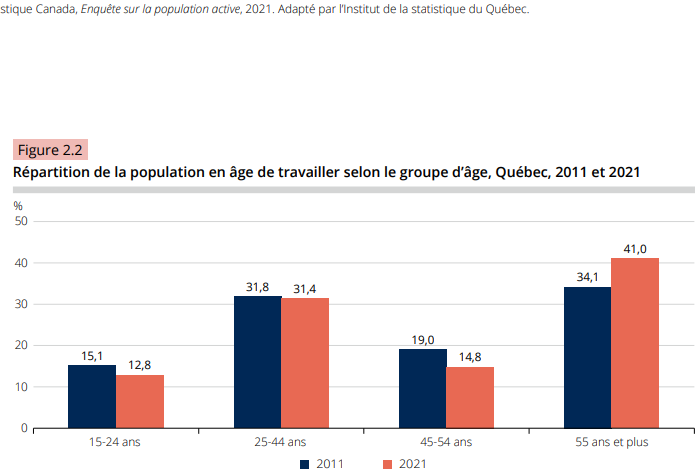 stique Canada, Enquête sur la population active, 2021. Adapté par l'Institut de la statistique du Québec.
Figure 2.2
Répartition de la population en âge de travailler selon le groupe d'âge, Québec, 2011 et 2021
%
50
40
30
20
10
0
15,1
12,8
31,8
31,4
19,0
14,8
34,1
41,0
15-24 ans
25-44 ans
45-54 ans
55 ans et plus
2011
2021